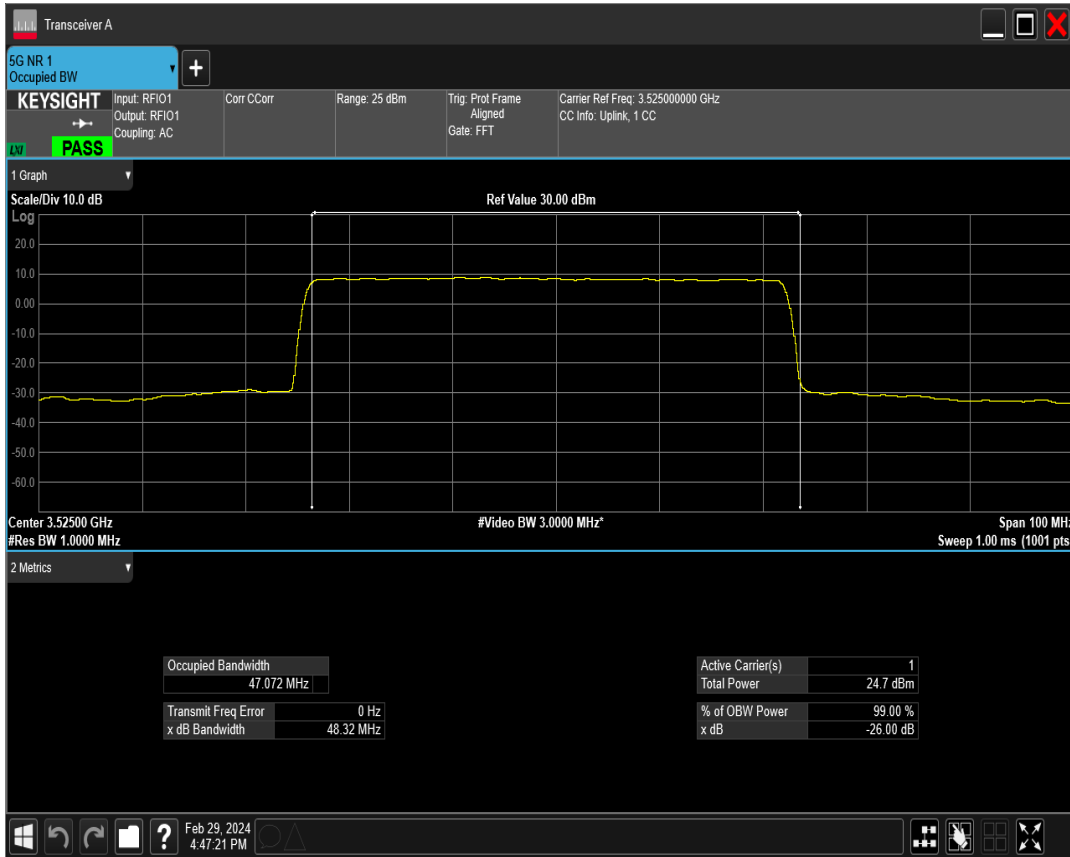 Transceiver A
5G NR 1
Occupied BW
KEYSIGHT
LXI
PASS
Input: RFIO1
Output: RFIO1
Coupling: AC
Corr CCorr
Range: 25 dBm
Trig: Prot Frame
Aligned
Gate: FFT
Carrier Ref Freq: 3.525000000 GHz
CC Info: Uplink, 1 CC
1 Graph
Scale/Div 10.0 dB
Ref Value 30.00 dBm
Log
20.0
10.0
0.00
-10.0
-20.0
-30.0
-40.0
-50.0
-60.0
Center 3.52500 GHz
#Video BW 3.0000 MHz*
Span 100 MHz
#Res BW 1.0000 MHz
Sweep 1.00 ms (1001 pts
2 Metrics
Occupied Bandwidth
47.072 MHz
Transmit Freq Error 0 Hz
x dB Bandwidth 48.32 MHz
Active Carrier(s) 1
Total Power 24.7 dBm
% of OBW Power 99.00 %
x dB -26.00 dB
?
Feb 29, 2024
4:47:21 PM